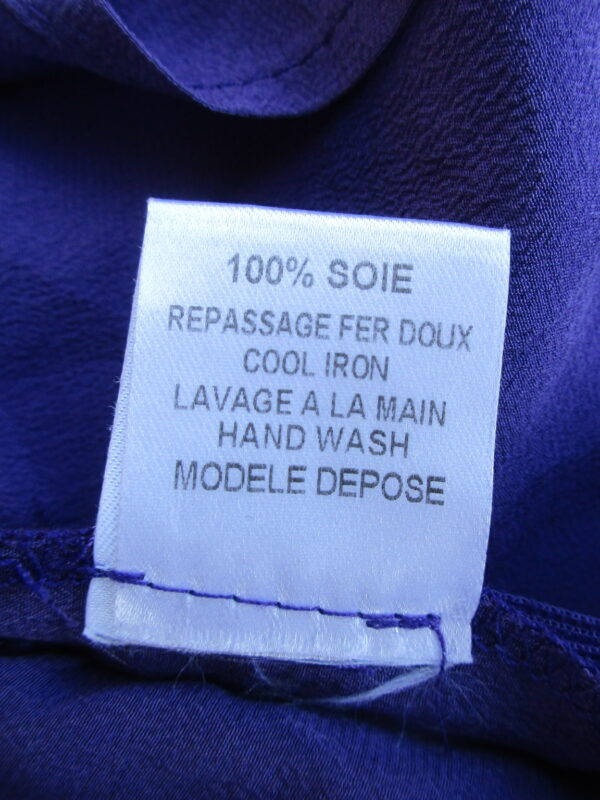 100% SOIE
REPASSAGE FER DOUX
COOL IRON
LAVAGE A LA MAIN
HAND WASH
MODELE DEPOSE